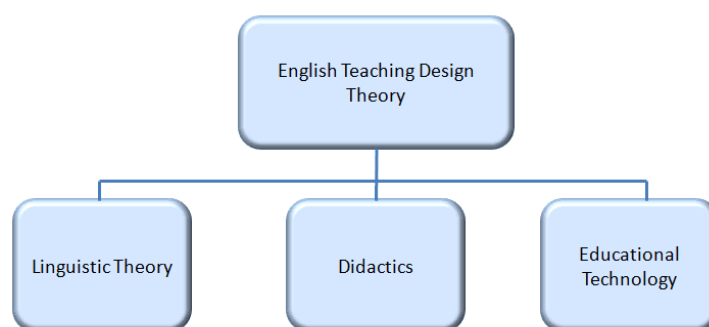 English Teaching Design
Theory
Linguistic Theory
Didactics
Educational
Technology